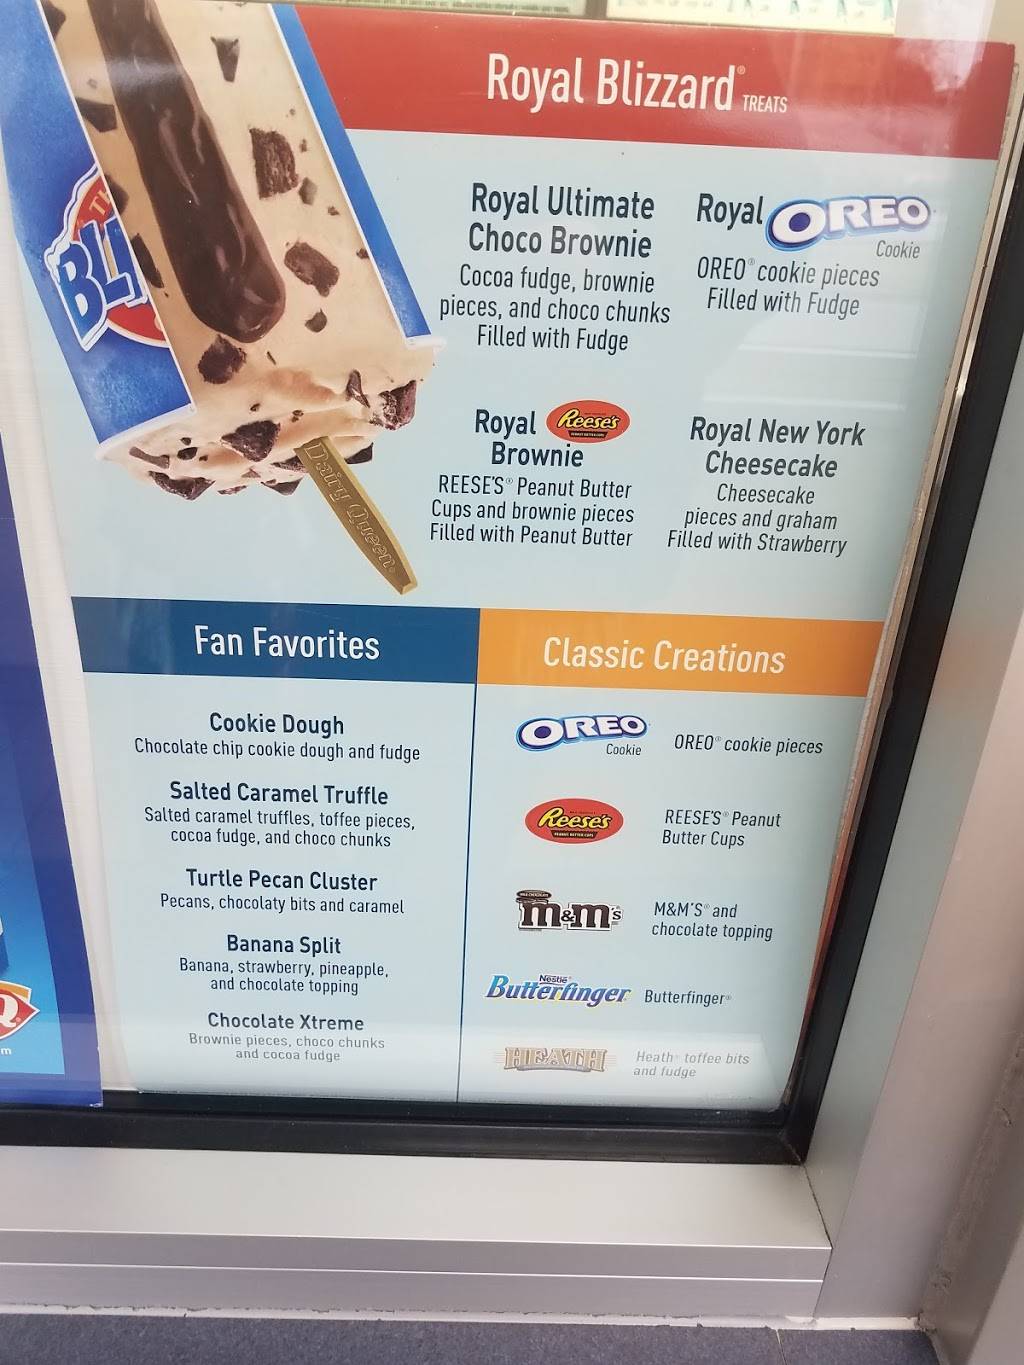 Royal Blizzard® TREATS
Royal Ultimate
Choco Brownie
Cocoa fudge, brownie
pieces, and choco chunks
Filled with Fudge
Royal OREO
Cookie
OREO® cookie pieces
Filled with Fudge
Royal Reese's
Brownie
REESE'S® Peanut Butter
Cups and brownie pieces
Filled with Peanut Butter
Royal New York
Cheesecake
Cheesecake
pieces and graham
Filled with Strawberry
Dairy Queen®
Fan Favorites
Cookie Dough
Chocolate chip cookie dough and fudge
Salted Caramel Truffle
Salted caramel truffles, toffee pieces,
cocoa fudge, and choco chunks
Turtle Pecan Cluster
Pecans, chocolaty bits and caramel
Banana Split
Banana, strawberry, pineapple,
and chocolate topping
Chocolate Xtreme
Brownie pieces, choco chunks
and cocoa fudge
Classic Creations
OREO
Cookie
OREO® cookie pieces
Reese's
PEANUT BUTTER CUPS
REESE'S® Peanut
Butter Cups
m&m's
M&M'S® and
chocolate topping
Nestle
Butterfinger
Butterfinger®
HEATH
Heath® toffee bits
and fudge